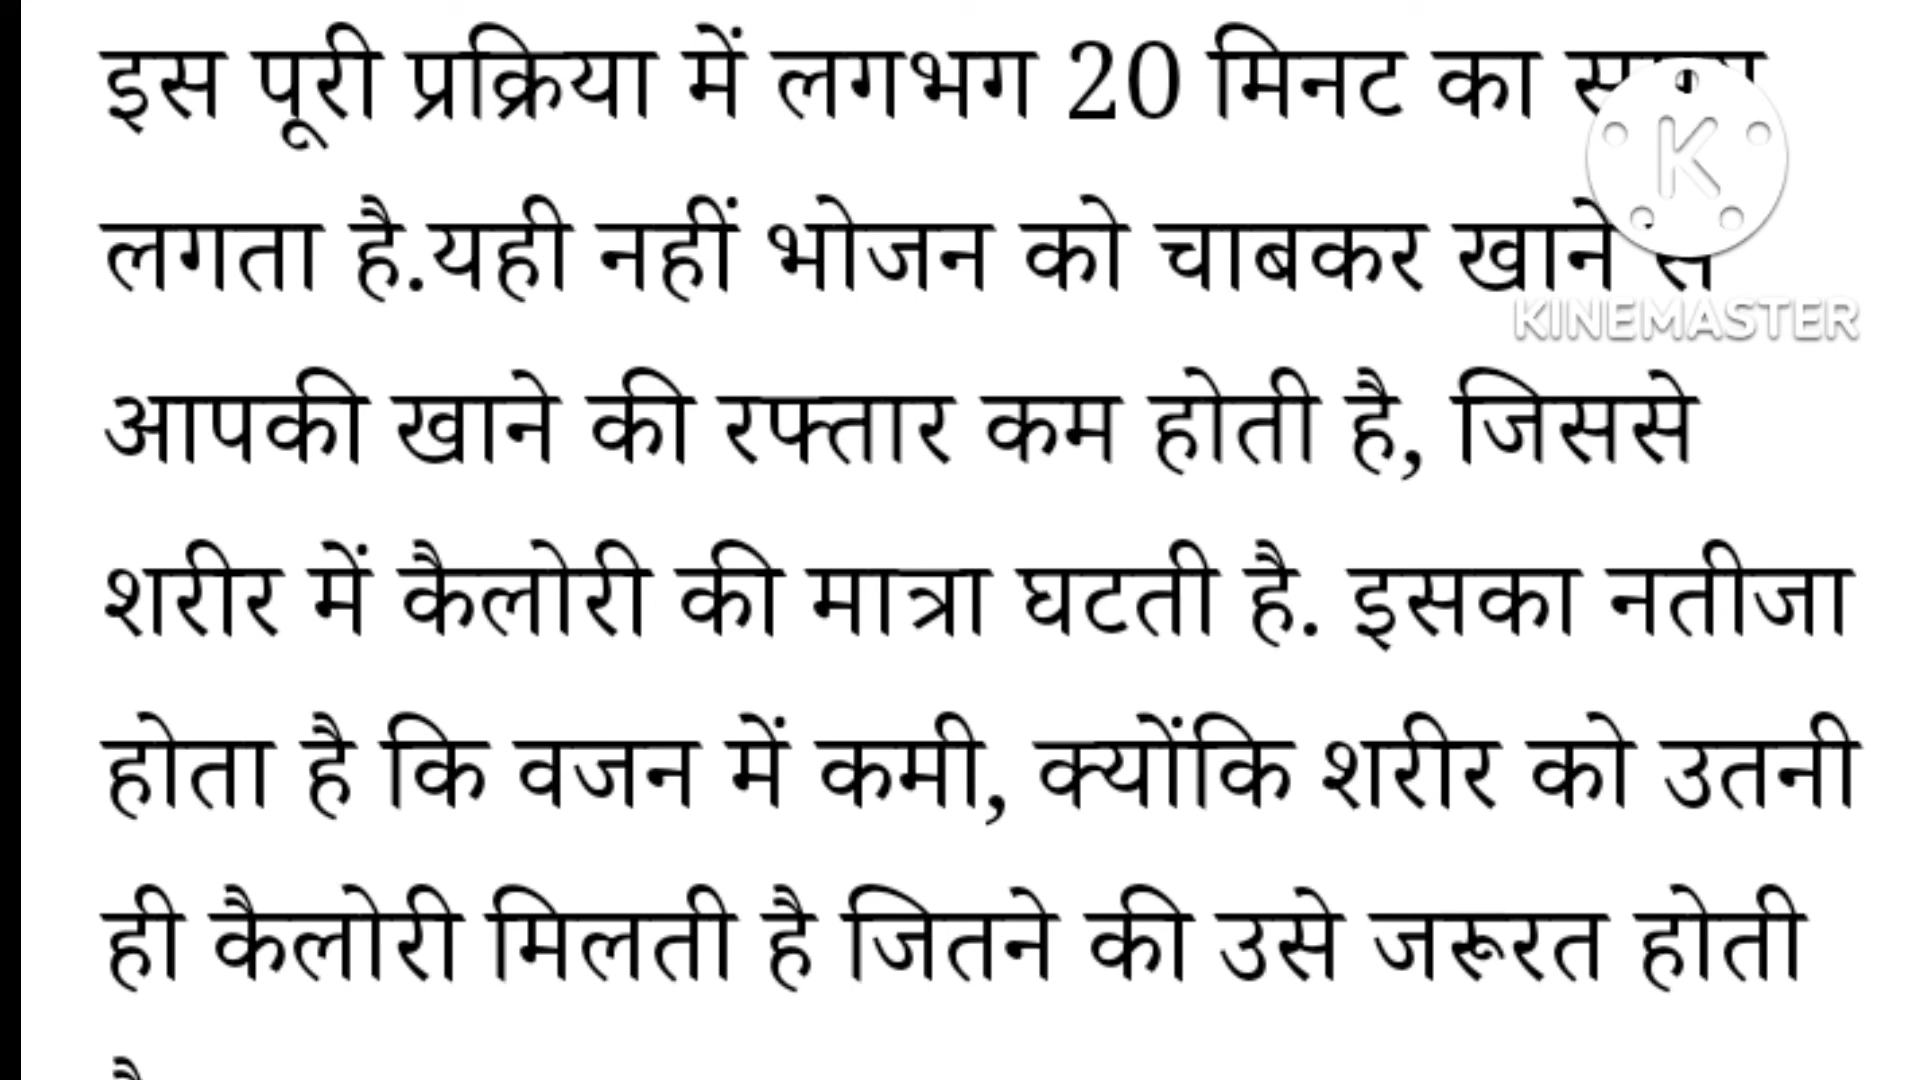 इस पूरी प्रक्रिया में लगभग 20 मिनट का
लगता है.यही नहीं भोजन को चाबकर खाने से
KINEMASTER
आपकी खाने की रफ्तार कम होती है, जिससे
शरीर में कैलोरी की मात्रा घटती है. इसका नतीजा
होता है कि वजन में कमी, क्योंकि शरीर को उतनी
ही कैलोरी मिलती है जितने की उसे जरूरत होती